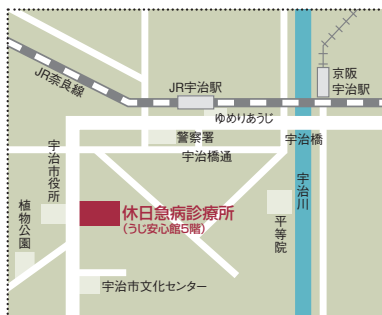 京阪
宇治駅
JR奈良線
JR宇治駅
ゆめりあうじ
警察署
宇治橋
宇治橋通
宇治市役所
植物公園
休日急病診療所
(うじ安心館5階)
宇治川
平等院
宇治市文化センター